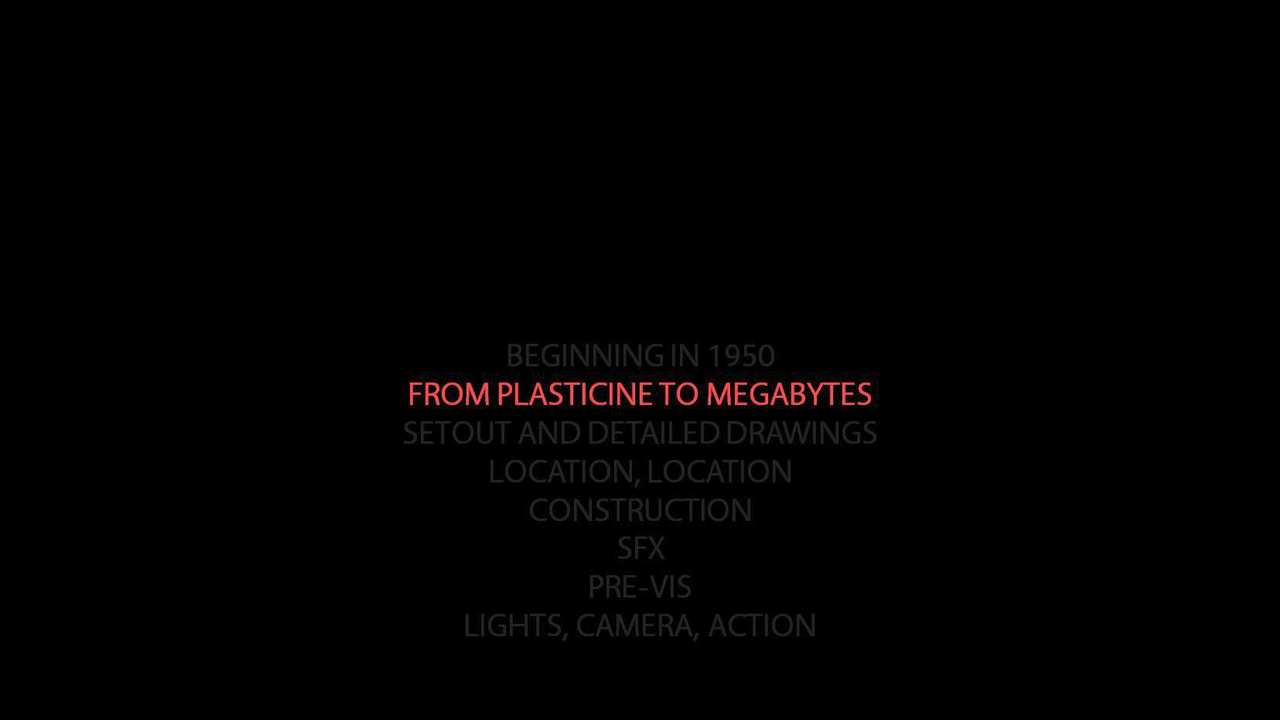 BEGINNING IN 1950
FROM PLASTICINE TO MEGABYTES
SETOUT AND DETAILED DRAWINGS
LOCATION, LOCATION
CONSTRUCTION
SFX
PRE-VIS
LIGHTS, CAMERA, ACTION